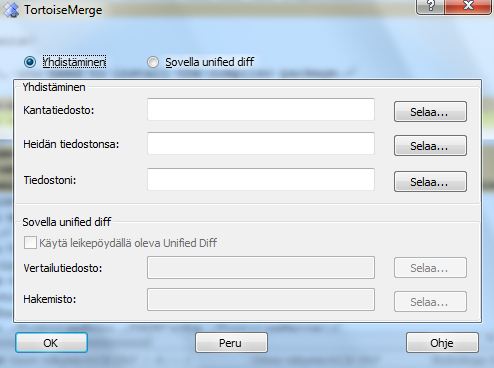 TortoiseMerge
Yhdistäminen Sovella unified diff
Yhdistäminen
Kantatiedosto: Selaa...
Heidän tiedostonsa: Selaa...
Tiedostoni: Selaa...
Sovella unified diff
Käytä leikepöydällä oleva Unified Diff
Vertailutiedosto: Selaa...
Hakemisto: Selaa...
OK Peru Ohje